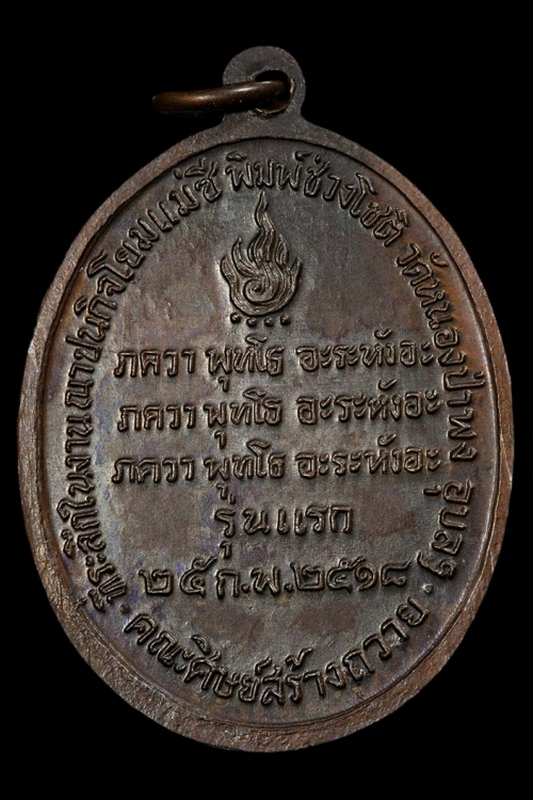 ที่ระลึกในงานฌาปนกิจโยมแม่ชี พิมพ์ช่วงโชติ วัดหนองป่าพง อุบลฯ
ภควา พุทโธ อะระหังอะ
ภควา พุทโธ อะระหังอะ
ภควา พุทโธ อะระหังอะ
รุ่นแรก
๒๕ ก.พ. ๒๕๑๘
คณะศิษย์สร้างถวาย